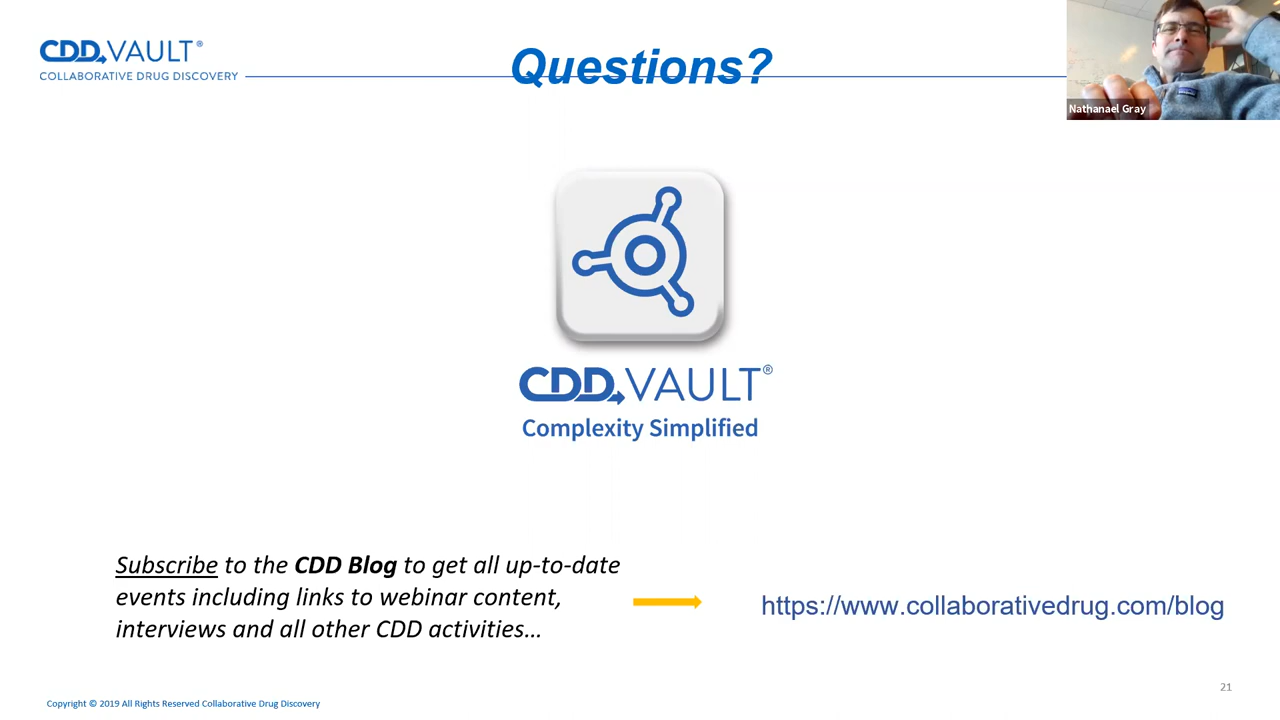 CDD VAULT®
COLLABORATIVE DRUG DISCOVERY
Questions?
Nathanael Gray
CDD VAULT®
Complexity Simplified
Subscribe to the CDD Blog to get all up-to-date
events including links to webinar content,
interviews and all other CDD activities…
https://www.collaborativedrug.com/blog
21
Copyright © 2019 All Rights Reserved Collaborative Drug Discovery